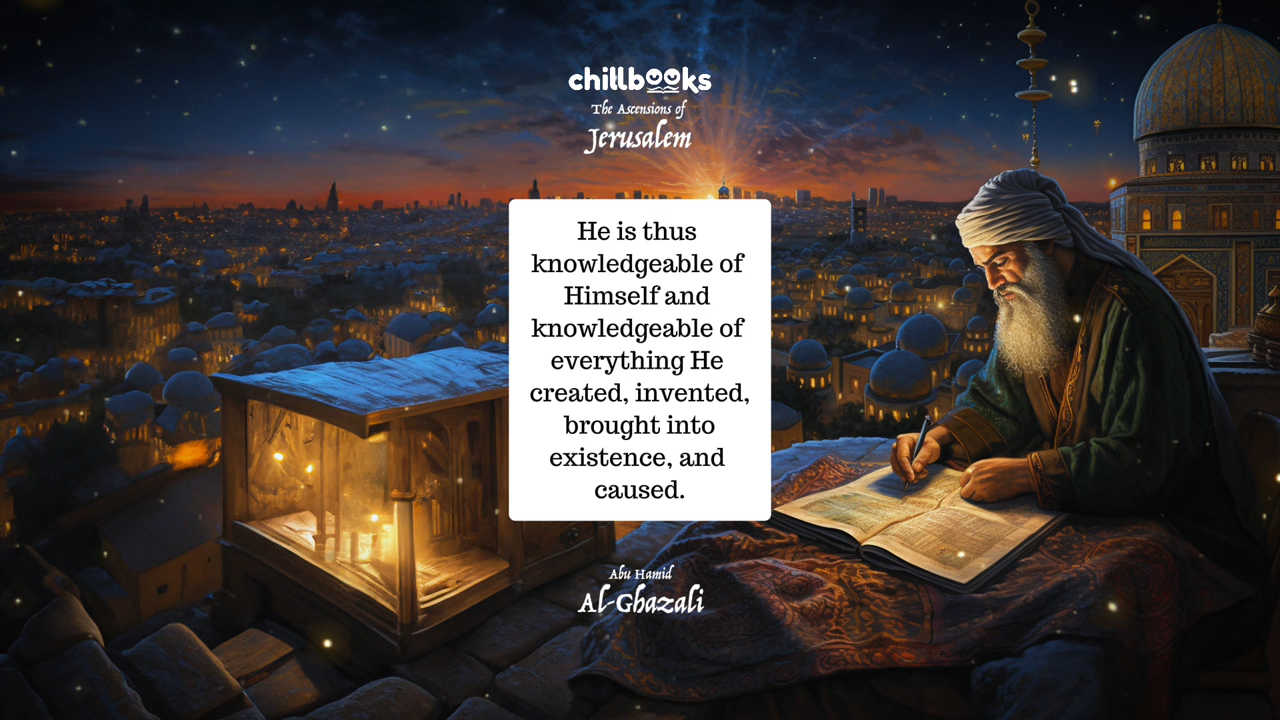 chillbooks
The Ascensions of
Jerusalem
He is thus
knowledgeable of
Himself and
knowledgeable of
everything He
created, invented,
brought into
existence, and
caused.
Abu Hamid
Al-Ghazali